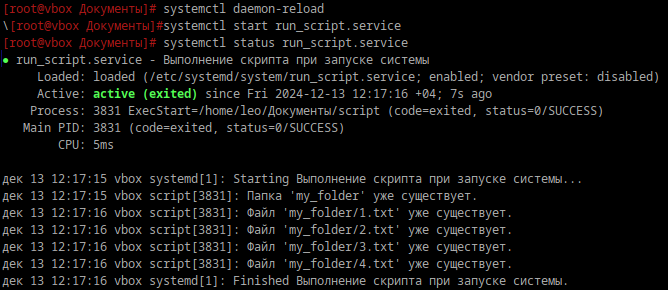 [root@vbox Документы]# systemctl daemon-reload
\[root@vbox Документы]#systemctl start run_script.service
[root@vbox Документы]# systemctl status run_script.service
● run_script.service - Выполнение скрипта при запуске системы
Loaded: loaded (/etc/systemd/system/run_script.service; enabled; vendor preset: disabled)
Active: active (exited) since Fri 2024-12-13 12:17:16 +04; 7s ago
Process: 3831 ExecStart=/home/leo/Документы/script (code=exited, status=0/SUCCESS)
Main PID: 3831 (code=exited, status=0/SUCCESS)
CPU: 5ms
дек 13 12:17:15 vbox systemd[1]: Starting Выполнение скрипта при запуске системы...
дек 13 12:17:15 vbox script[3831]: Папка 'my_folder' уже существует.
дек 13 12:17:16 vbox script[3831]: Файл 'my_folder/1.txt' уже существует.
дек 13 12:17:16 vbox script[3831]: Файл 'my_folder/2.txt' уже существует.
дек 13 12:17:16 vbox script[3831]: Файл 'my_folder/3.txt' уже существует.
дек 13 12:17:16 vbox script[3831]: Файл 'my_folder/4.txt' уже существует.
дек 13 12:17:16 vbox systemd[1]: Finished Выполнение скрипта при запуске системы.